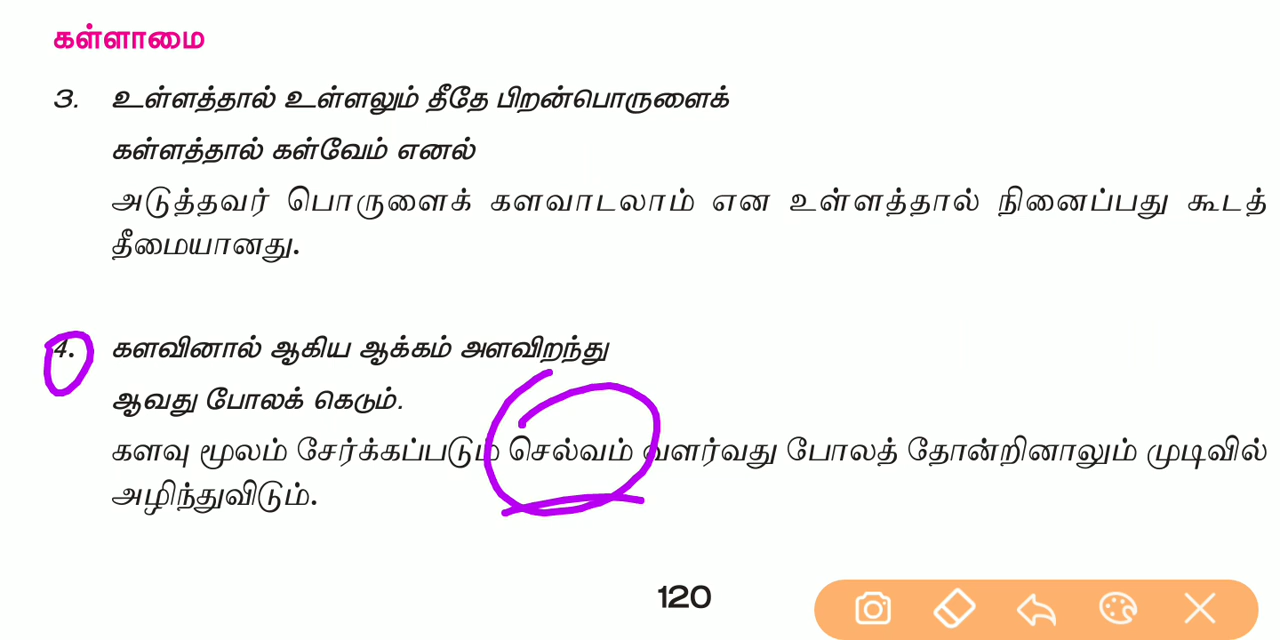 கள்ளாமை
3. உள்ளத்தால் உள்ளலும் தீதே பிறன்பொருளைக்
கள்ளத்தால் கள்வேம் எனல்
அடுத்தவர் பொருளைக் களவாடலாம் என உள்ளத்தால் நினைப்பது கூடத்
தீமையானது.
4. களவினால் ஆகிய ஆக்கம் அளவிறந்து
ஆவது போலக் கெடும்.
களவு மூலம் சேர்க்கப்படும் செல்வம் வளர்வது போலத் தோன்றினாலும் முடிவில்
அழிந்துவிடும்.
120